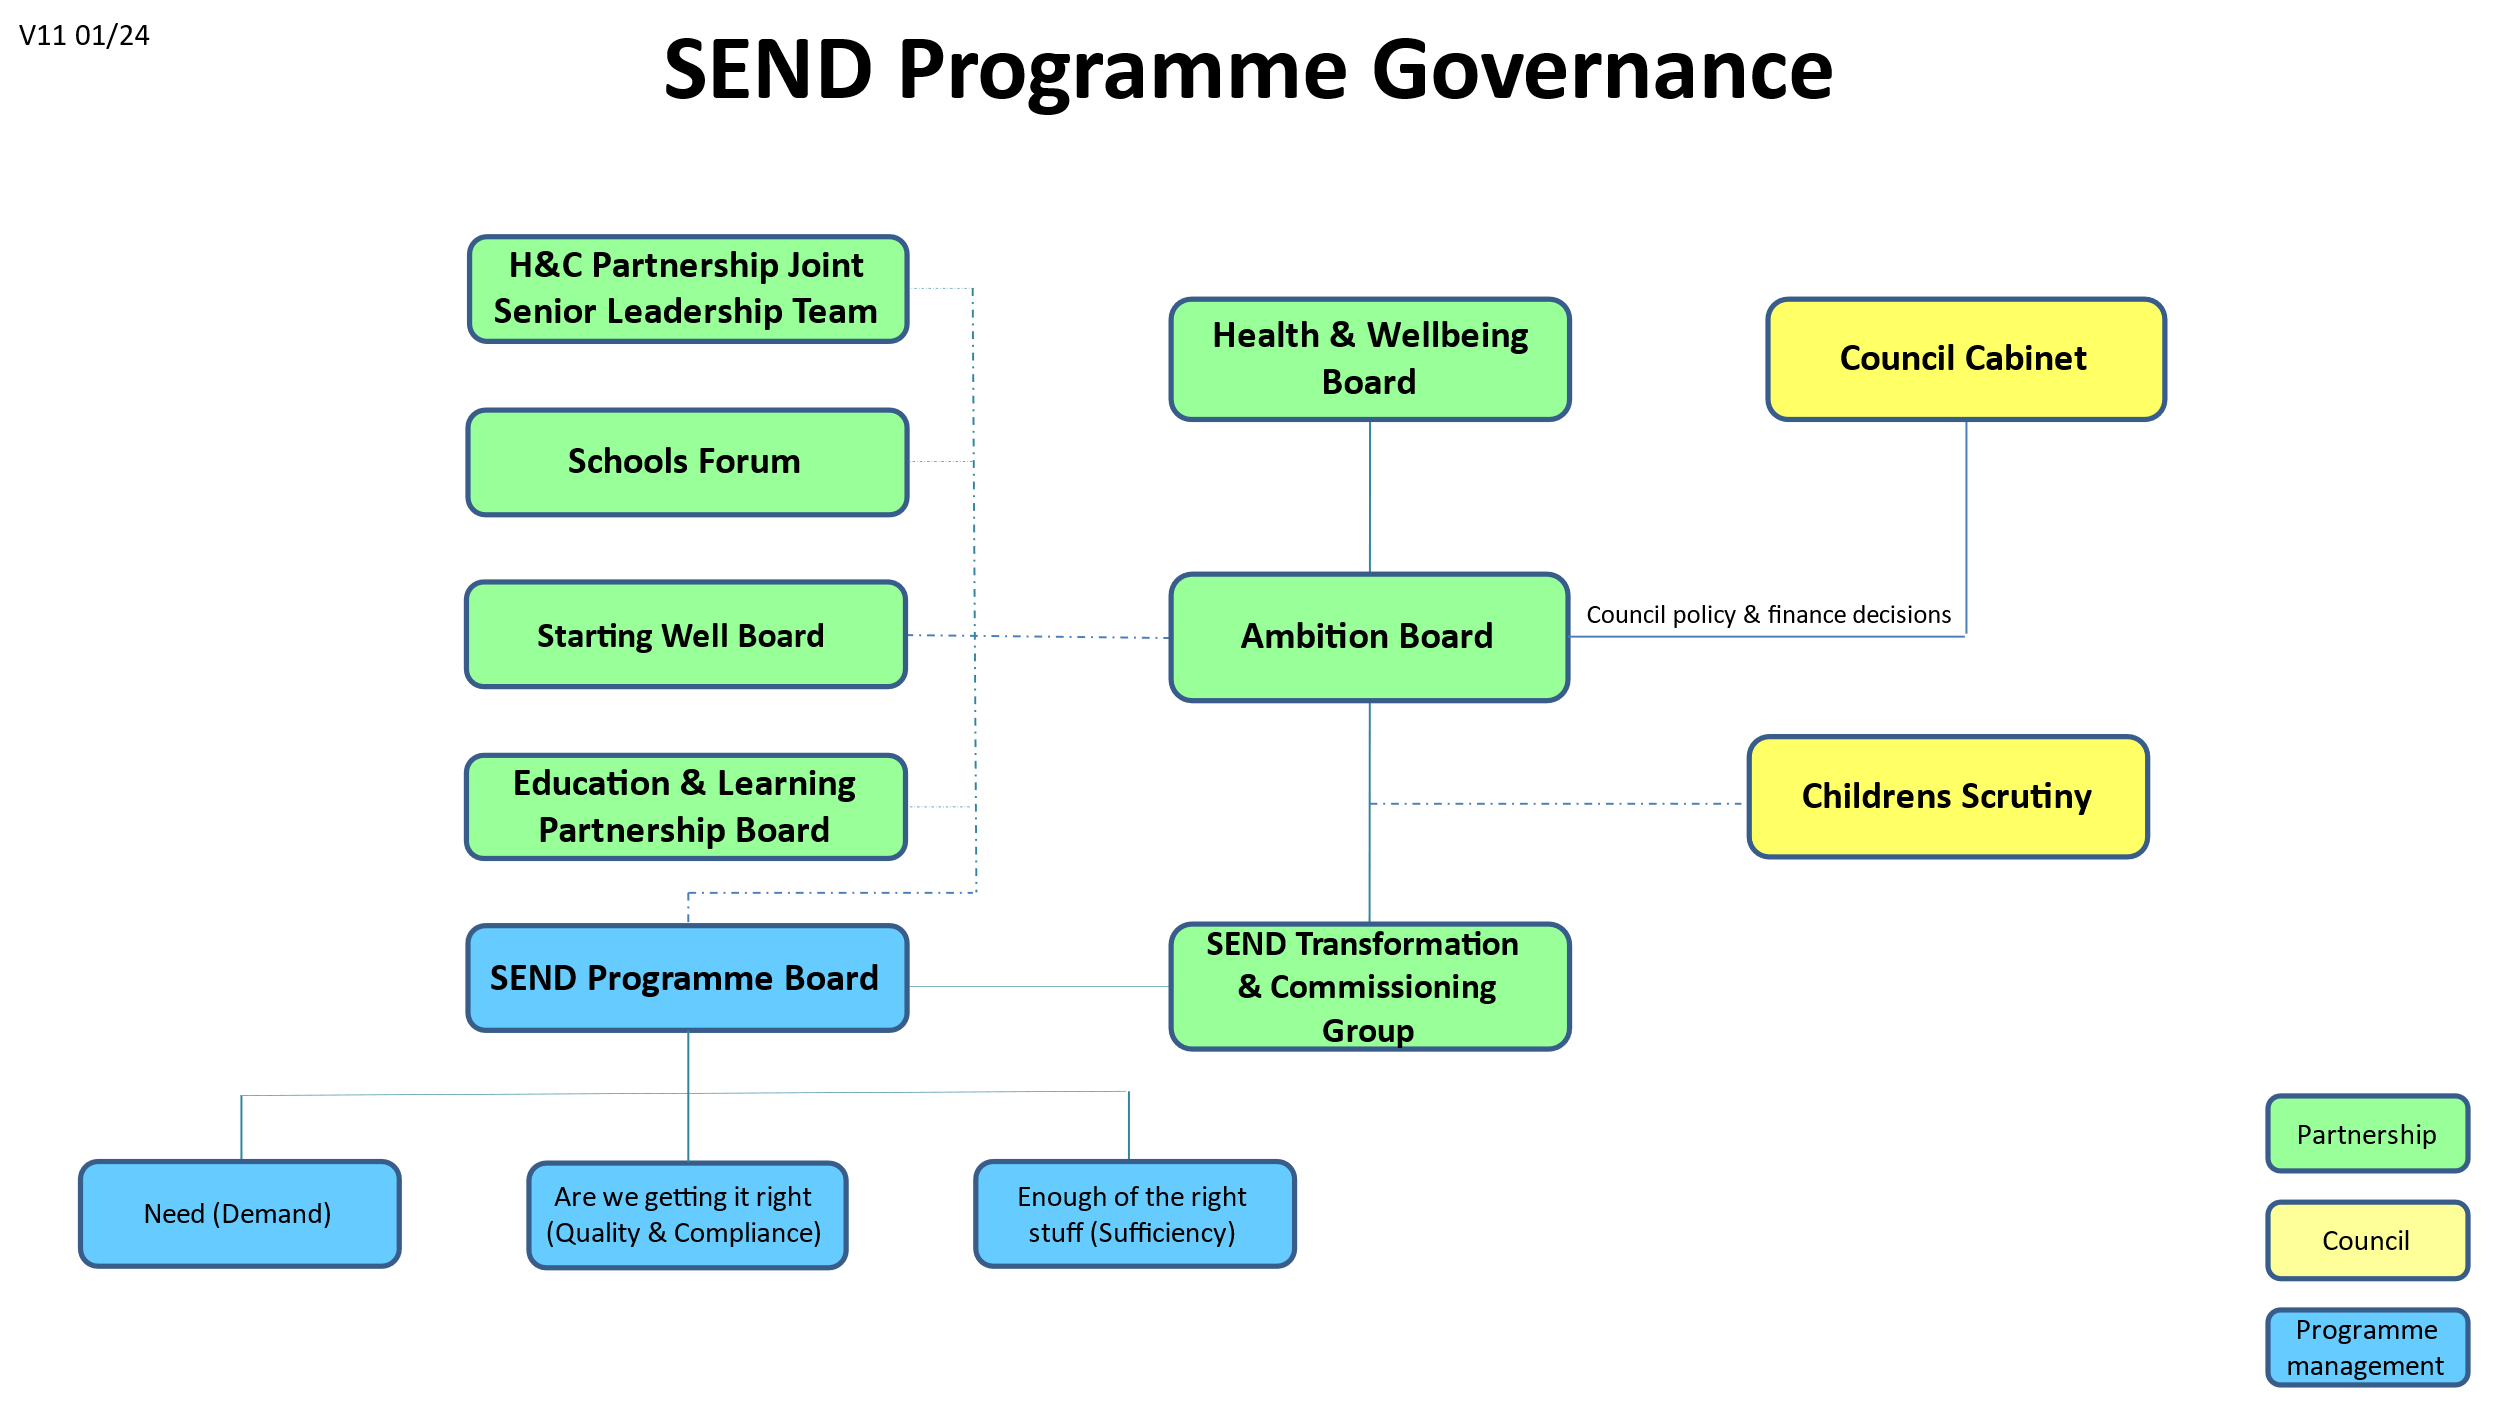 V11 01/24
SEND Programme Governance
H&C Partnership Joint
Senior Leadership Team
Health & Wellbeing
Board
Council Cabinet
Schools Forum
Starting Well Board
Ambition Board
Council policy & finance decisions
Education & Learning
Partnership Board
Childrens Scrutiny
SEND Programme Board
SEND Transformation
& Commissioning
Group
Need (Demand)
Are we getting it right
(Quality & Compliance)
Enough of the right
stuff (Sufficiency)
Partnership
Council
Programme
management